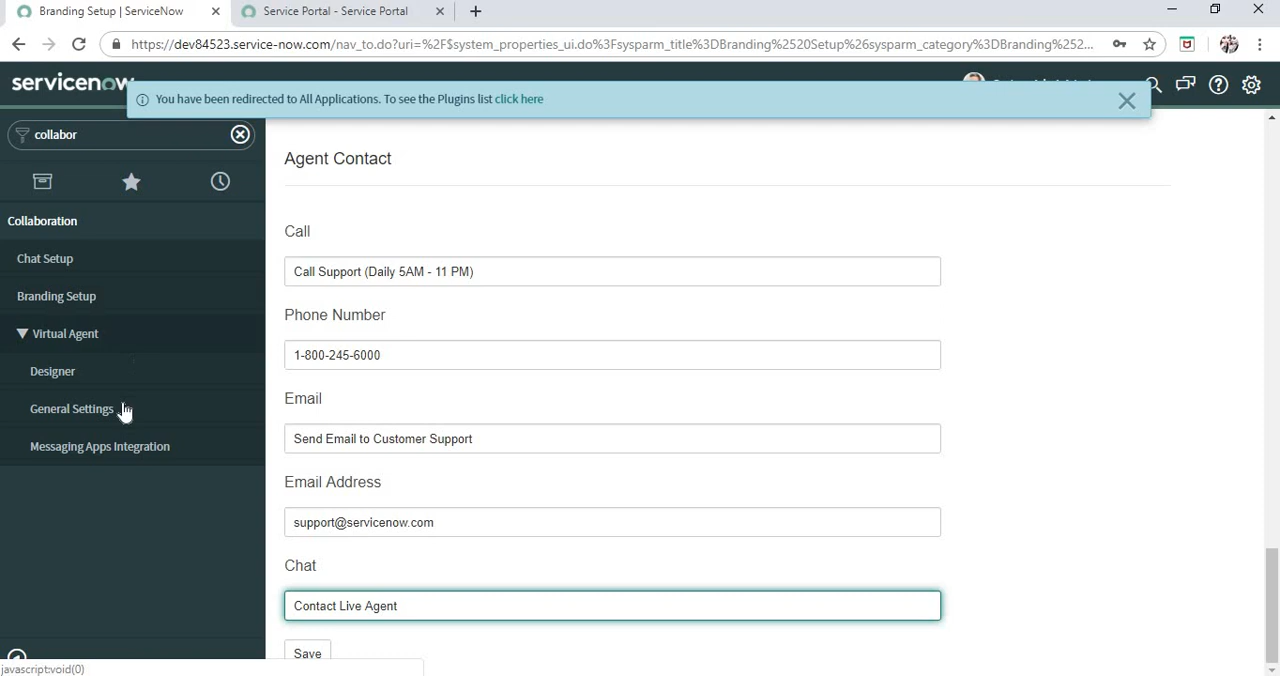 Branding Setup | ServiceNow
Service Portal - Service Portal
https://dev84523.service-now.com/nav_to.do?uri=%2F$system_properties_ui.do%3Fsysparm_title%3DBranding%2520Setup%26sysparm_category%3DBranding%252...
servicenow
You have been redirected to All Applications. To see the Plugins list click here
collabor
Collaboration
Chat Setup
Branding Setup
Virtual Agent
Designer
General Settings
Messaging Apps Integration
Agent Contact
Call
Call Support (Daily 5AM - 11 PM)
Phone Number
1-800-245-6000
Email
Send Email to Customer Support
Email Address
support@servicenow.com
Chat
Contact Live Agent
Save
javascript:void(0)